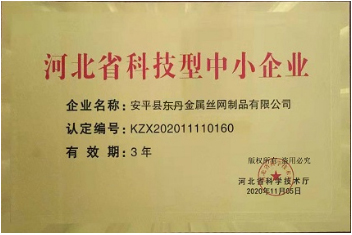 河北省科技型中小企业
企业名称：安平县东丹金属丝网制品有限公司
认定编号：KZX202011110160
有 效 期：3 年
版权所有 盗用必究
河北省科学技术厅
2020年11月05日